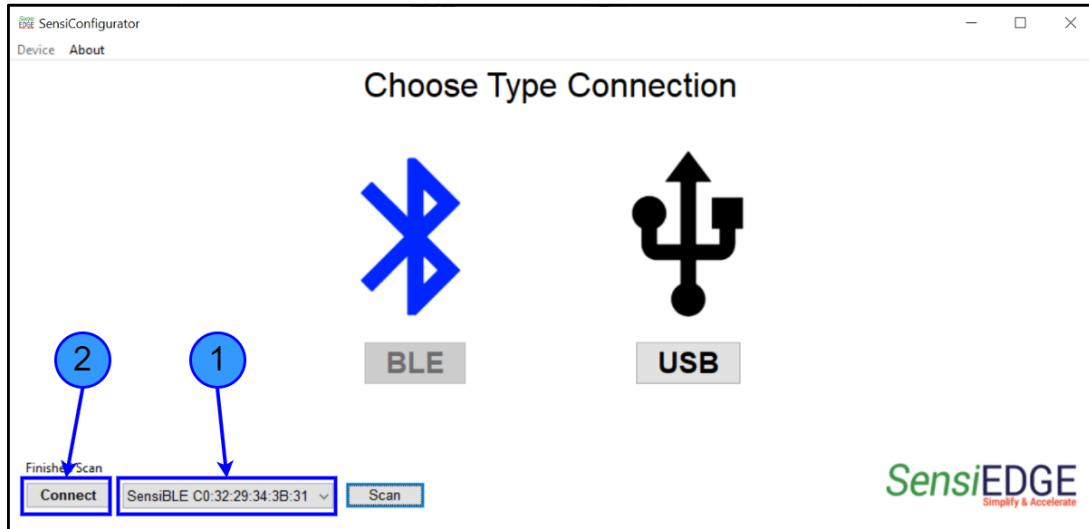 SensiConfigurator
Device About
Choose Type Connection
BLE
USB
2
1
Finished Scan
Connect
SensiBLE C0:32:29:34:3B:31
Scan
SensiEDGE
Simplify & Accelerate